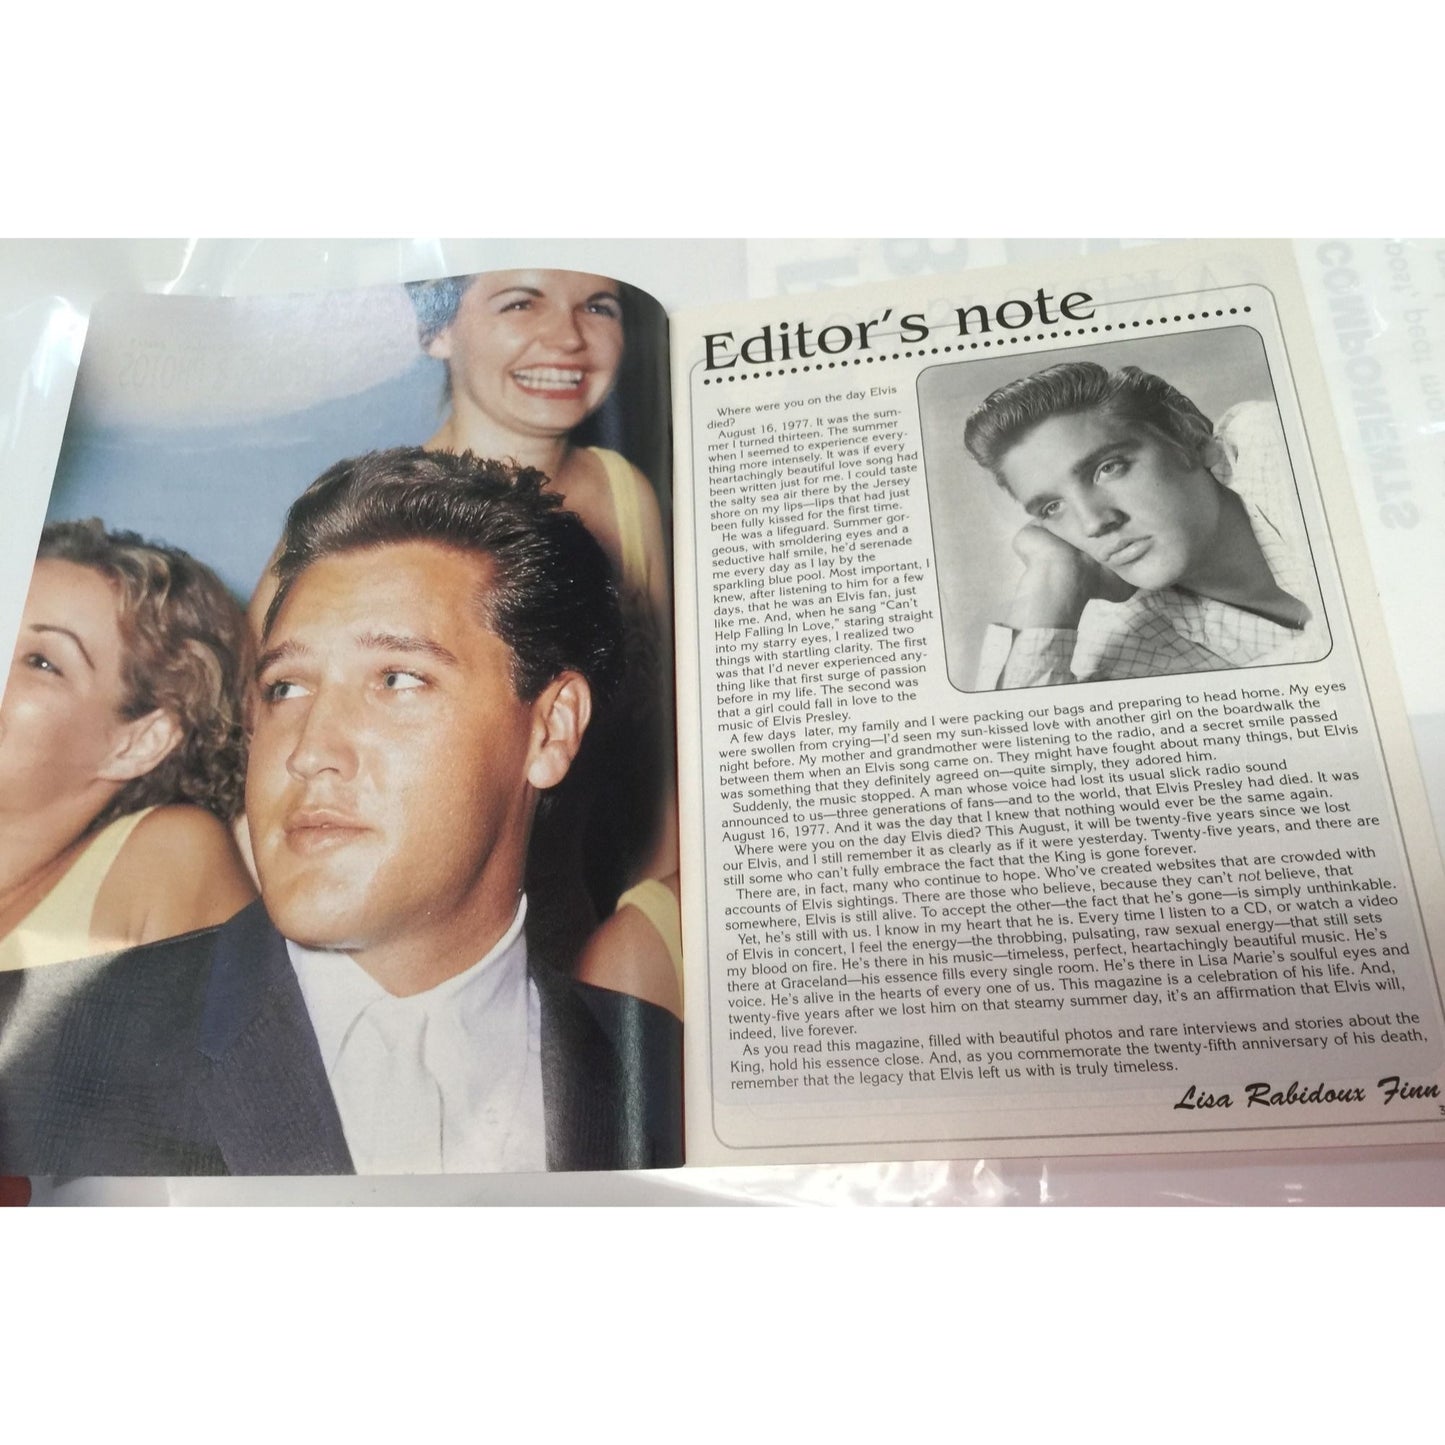 Editor's note
Where were you on the day Elvis
died?
August 16, 1977. It was the sum-
mer I turned thirteen. The summer
when I seemed to experience every-
thing more intensely. It was if every
heartachingly beautiful love song had
been written just for me. I could taste
the salty sea air there by the Jersey
shore on my lips—lips that had just
been fully kissed for the first time.
He was a lifeguard. Summer gor-
geous, with smoldering eyes and a
seductive half smile, he'd serenade
me every day as I lay by the
sparkling blue pool. Most important, I
knew, after listening to him for a few
days, that he was an Elvis fan, just
like me. And, when he sang "Can't
Help Falling In Love," staring straight
into my starry eyes, I realized two
things with startling clarity. The first
was that I'd never experienced any-
thing like that first surge of passion
before in my life. The second was
that a girl could fall in love to the
music of Elvis Presley.
A few days later, my family and I were packing our bags and preparing to head home. My eyes
were swollen from crying—I'd seen my sun-kissed love with another girl on the boardwalk the
night before. My mother and grandmother were listening to the radio, and a secret smile passed
between them when an Elvis song came on. They might have fought about many things, but Elvis
was something that they definitely agreed on—quite simply, they adored him.
Suddenly, the music stopped. A man whose voice had lost its usual slick radio sound
announced to us—three generations of fans—and to the world, that Elvis Presley had died. It was
August 16, 1977. And it was the day that I knew that nothing would ever be the same again.
Where were you on the day Elvis died? This August, it will be twenty-five years since we lost
our Elvis, and I still remember it as clearly as if it were yesterday. Twenty-five years, and there are
still some who can't fully embrace the fact that the King is gone forever.
There are, in fact, many who continue to hope. Who've created websites that are crowded with
accounts of Elvis sightings. There are those who believe, because they can't not believe, that
somewhere, Elvis is still alive. To accept the other—the fact that he's gone—is simply unthinkable.
Yet, he's still with us. I know in my heart that he is. Every time I listen to a CD, or watch a video
of Elvis in concert, I feel the energy—the throbbing, pulsating, raw sexual energy—that still sets
my blood on fire. He's there in his music—timeless, perfect, heartachingly beautiful music. He's
there at Graceland—his essence fills every single room. He's there in Lisa Marie's soulful eyes and
voice. He's alive in the hearts of every one of us. This magazine is a celebration of his life. And,
twenty-five years after we lost him on that steamy summer day, it's an affirmation that Elvis will,
indeed, live forever.
As you read this magazine, filled with beautiful photos and rare interviews and stories about the
King, hold his essence close. And, as you commemorate the twenty-fifth anniversary of his death,
remember that the legacy that Elvis left us with is truly timeless.
Lisa Rabidoux Finn
3
COMPONENTS